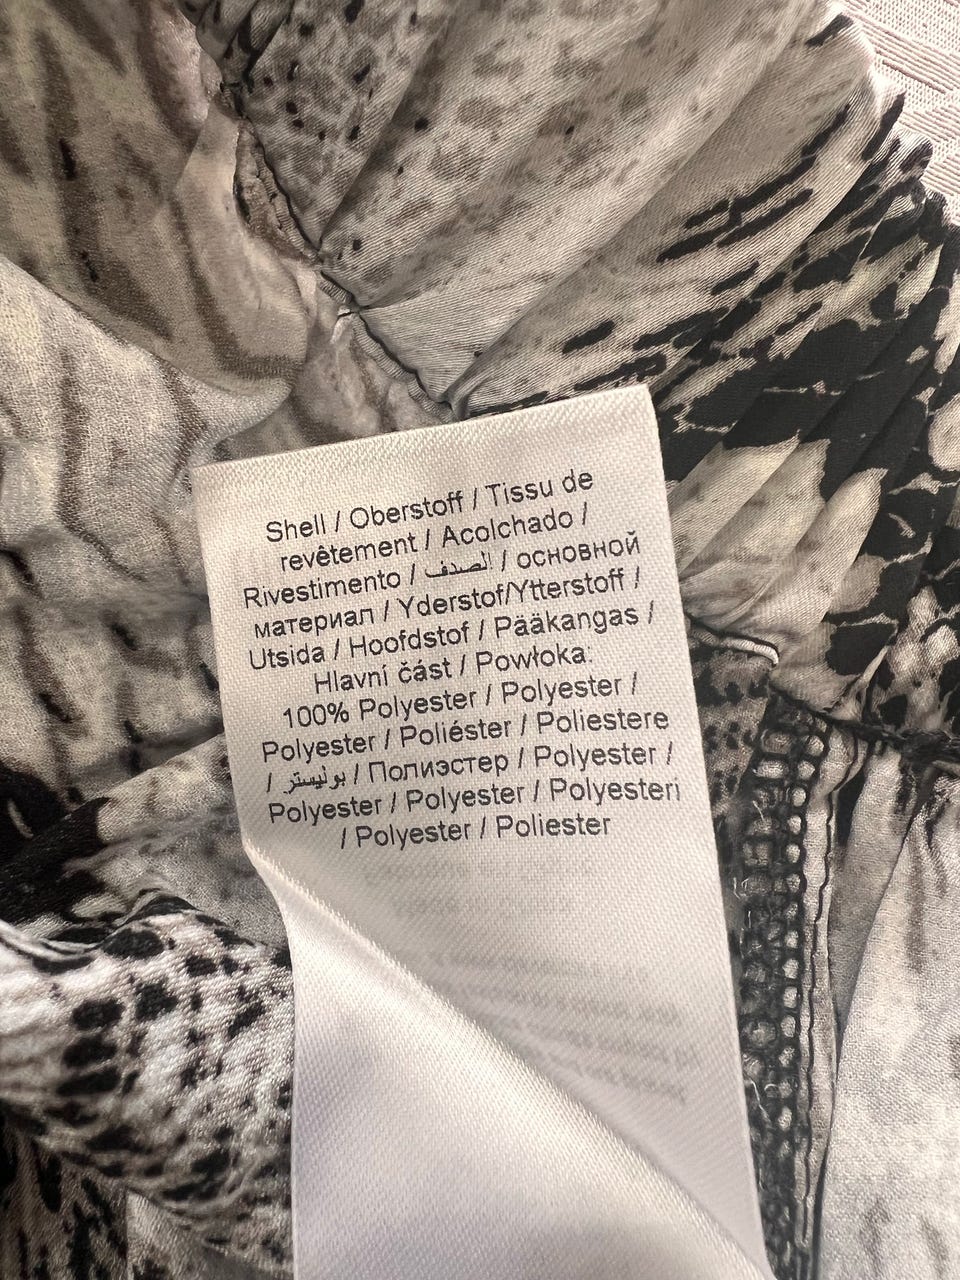 Shell / Oberstoff / Tissu de
revêtement / Acolchado /
Rivestimento / الصدف / основной
материал / Yderstof/Ytterstoff /
Utsida / Hoofdstof / Pääkangas /
Hlavní část / Powłoka:
100% Polyester / Polyester /
Polyester / Poliéster / Poliestere
/ بوليستر / Полиэстер / Polyester /
Polyester / Polyester / Polyesteri
/ Polyester / Poliester